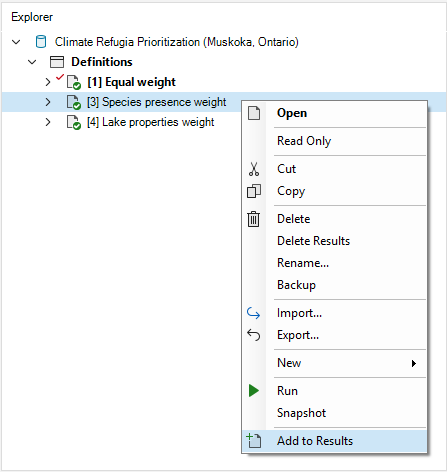 Explorer
Climate Refugia Prioritization (Muskoka, Ontario)
Definitions
[1] Equal weight
[3] Species presence weight
[4] Lake properties weight
Open
Read Only
Cut
Copy
Delete
Delete Results
Rename...
Backup
Import...
Export...
New
Run
Snapshot
Add to Results